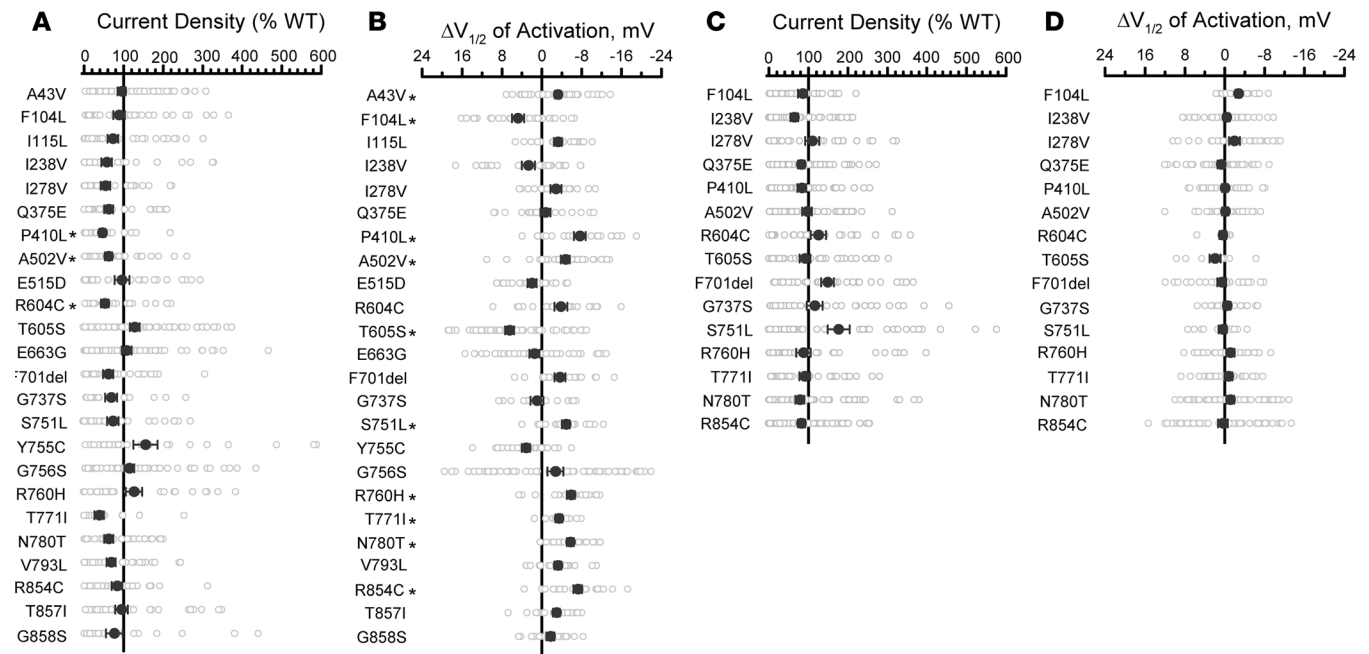 A
Current Density (% WT)
0 100 200 300 400 500 600
A43V
F104L
I115L
I238V
I278V
Q375E
P410L*
A502V*
E515D
R604C*
T605S
E663G
F701del
G737S
S751L
Y755C
G756S
R760H
T771I
N780T
V793L
R854C
T857I
G858S
B
ΔV1/2 of Activation, mV
24 16 8 0 -8 -16 -24
A43V*
F104L*
I115L
I238V
I278V
Q375E
P410L*
A502V*
E515D
R604C
T605S*
E663G
F701del
G737S
S751L*
Y755C
G756S
R760H*
T771I*
N780T*
V793L
R854C*
T857I
G858S
C
Current Density (% WT)
0 100 200 300 400 500 600
F104L
I238V
I278V
Q375E
P410L
A502V
R604C
T605S
F701del
G737S
S751L
R760H
T771I
N780T
R854C
D
ΔV1/2 of Activation, mV
24 16 8 0 -8 -16 -24
F104L
I238V
I278V
Q375E
P410L
A502V
R604C
T605S
F701del
G737S
S751L
R760H
T771I
N780T
R854C